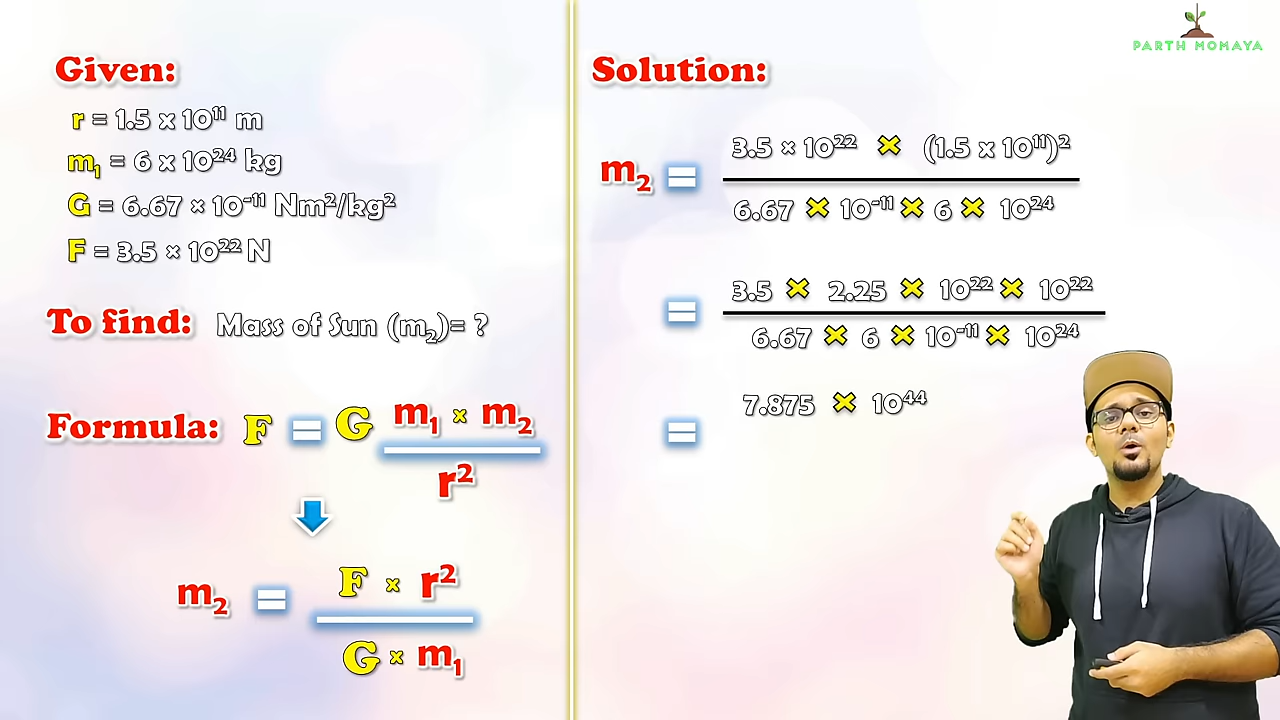 PARTH MOMAYA
Given:
r = 1.5 x 10¹¹ m
m₁ = 6 x 10²⁴ kg
G = 6.67 × 10⁻¹¹ Nm²/kg²
F = 3.5 × 10²² N
To find: Mass of Sun (m₂)= ?
Formula: F = G m₁ × m₂
r²
m₂ = F × r²
G × m₁
Solution:
m₂ = 3.5 × 10²² × (1.5 x 10¹¹)²
6.67 × 10⁻¹¹ × 6 × 10²⁴
= 3.5 × 2.25 × 10²² × 10²²
6.67 × 6 × 10⁻¹¹ × 10²⁴
= 7.875 × 10⁴⁴